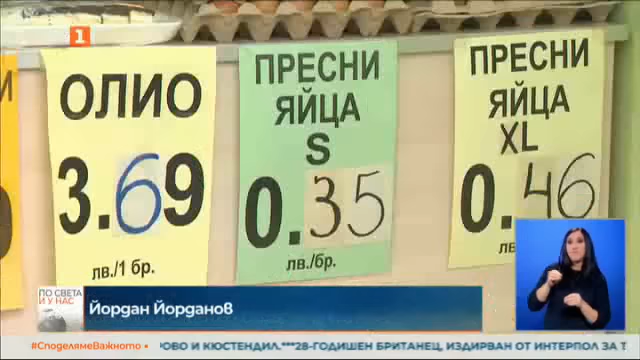 1
ОЛИО
3.69
лв./1 бр.
ПРЕСНИ
ЯЙЦА
S
0.35
лв./бр.
ПРЕСНИ
ЯЙЦА
XL
0.46
лв.
ПО СВЕТА
И У НАС
Йордан Йорданов
#СподелямеВажното
ОВО И КЮСТЕНДИЛ.***28-ГОДИШЕН БРИТАНЕЦ, ИЗДИРВАН ОТ ИНТЕРПОЛ ЗА Т